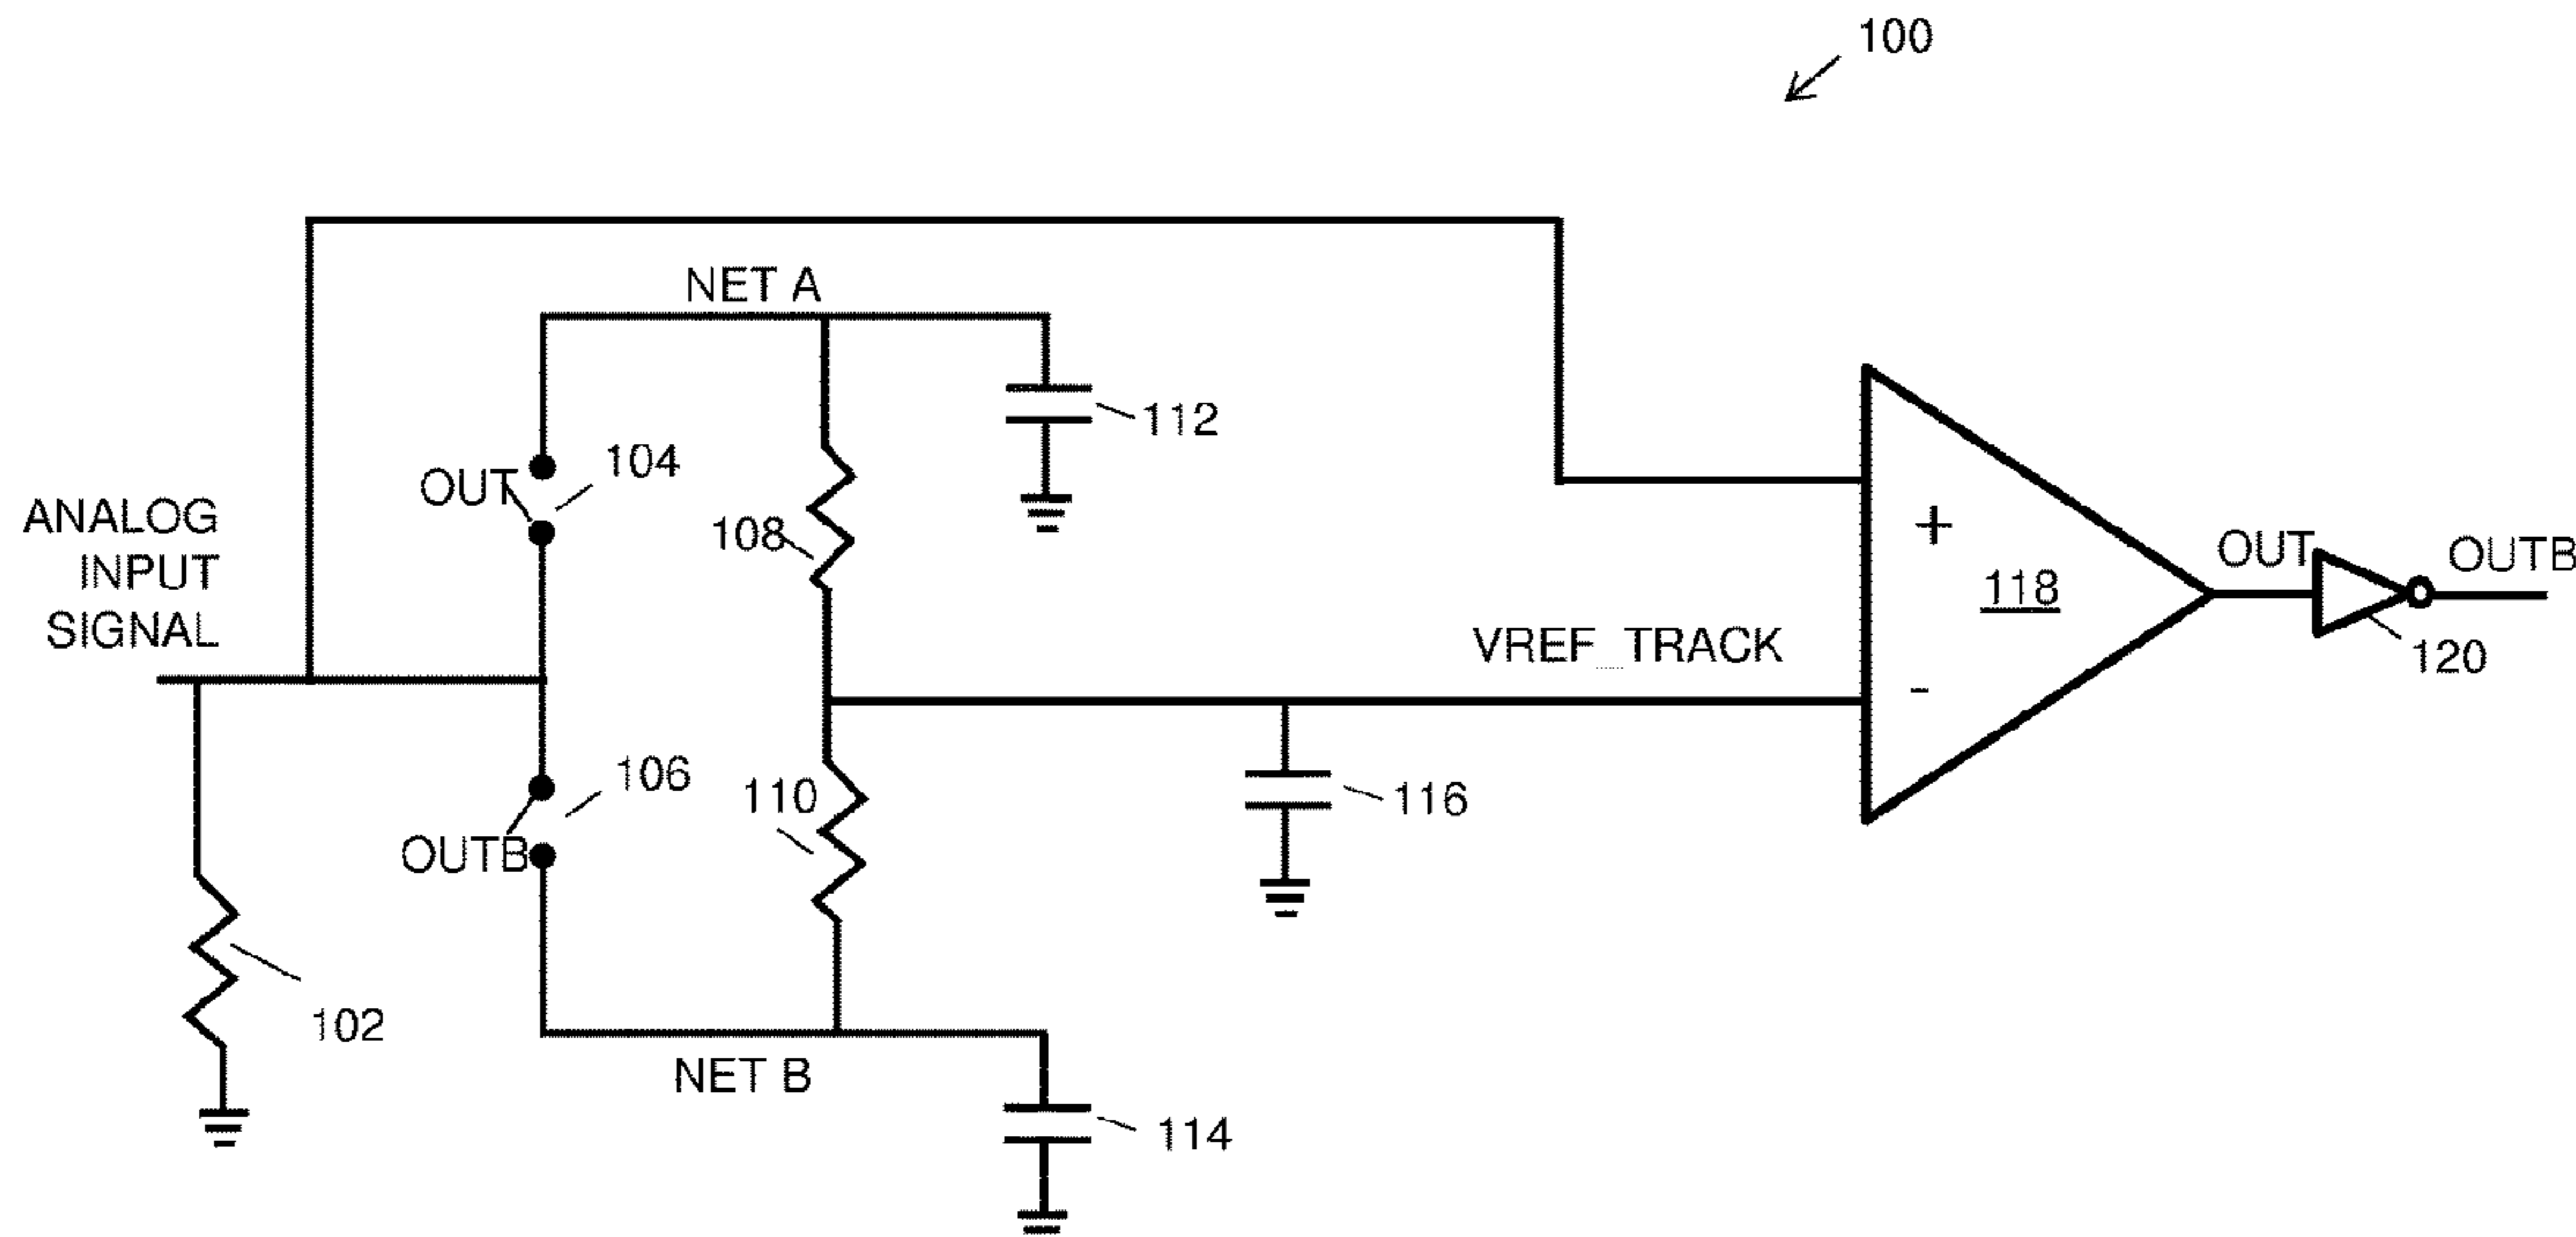 100
NET A
112
OUT
104
ANALOG
INPUT
SIGNAL
108
+
118
OUT
OUTB
120
VREF_TRACK
-
106
110
116
OUTB
102
NET B
114